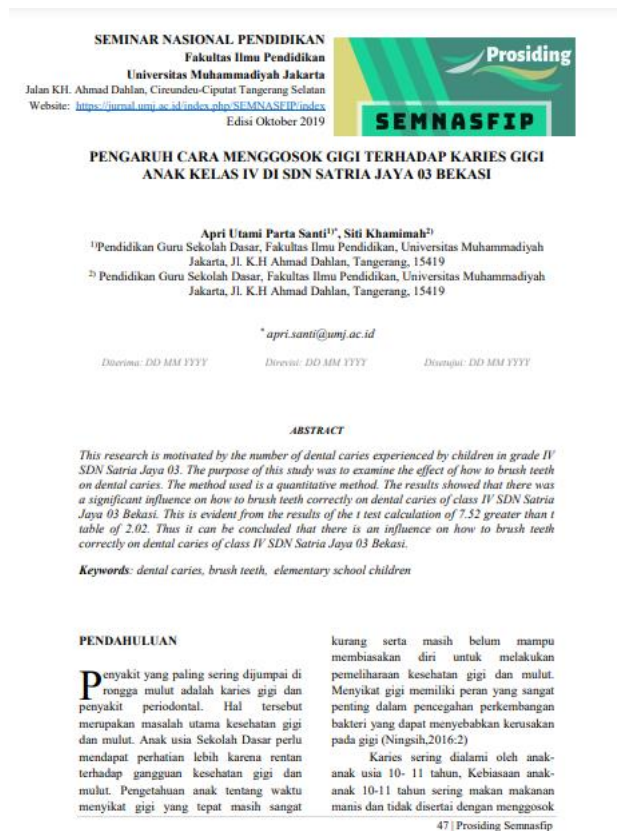 SEMINAR NASIONAL PENDIDIKAN
Fakultas Ilmu Pendidikan
Universitas Muhammadiyah Jakarta
Jalan KH. Ahmad Dahlan, Cireundeu-Ciputat Tangerang Selatan
Website: https://jurnal.umj.ac.id/index.php/SEMNASFIP/index
Edisi Oktober 2019
Prosiding
SEMNASFIP
PENGARUH CARA MENGGOSOK GIGI TERHADAP KARIES GIGI
ANAK KELAS IV DI SDN SATRIA JAYA 03 BEKASI
Apri Utami Parta Santi1)*, Siti Khamimah2)
1)Pendidikan Guru Sekolah Dasar, Fakultas Ilmu Pendidikan, Universitas Muhammadiyah
Jakarta, Jl. K.H Ahmad Dahlan, Tangerang, 15419
2) Pendidikan Guru Sekolah Dasar, Fakultas Ilmu Pendidikan, Universitas Muhammadiyah
Jakarta, Jl. K.H Ahmad Dahlan, Tangerang, 15419
* apri.santi@umj.ac.id
Diterima: DD MM YYYY Direvisi: DD MM YYYY Disetujui: DD MM YYYY
ABSTRACT
This research is motivated by the number of dental caries experienced by children in grade IV
SDN Satria Jaya 03. The purpose of this study was to examine the effect of how to brush teeth
on dental caries. The method used is a quantitative method. The results showed that there was
a significant influence on how to brush teeth correctly on dental caries of class IV SDN Satria
Jaya 03 Bekasi. This is evident from the results of the t test calculation of 7.52 greater than t
table of 2.02. Thus it can be concluded that there is an influence on how to brush teeth
correctly on dental caries of class IV SDN Satria Jaya 03 Bekasi.
Keywords: dental caries, brush teeth, elementary school children
PENDAHULUAN
Penyakit yang paling sering dijumpai di
rongga mulut adalah karies gigi dan
penyakit periodontal. Hal tersebut
merupakan masalah utama kesehatan gigi
dan mulut. Anak usia Sekolah Dasar perlu
mendapat perhatian lebih karena rentan
terhadap gangguan kesehatan gigi dan
mulut. Pengetahuan anak tentang waktu
menyikat gigi yang tepat masih sangat
kurang serta masih belum mampu
membiasakan diri untuk melakukan
pemeliharaan kesehatan gigi dan mulut.
Menyikat gigi memiliki peran yang sangat
penting dalam pencegahan perkembangan
bakteri yang dapat menyebabkan kerusakan
pada gigi (Ningsih,2016:2)
Karies sering dialami oleh anak-
anak usia 10- 11 tahun, Kebiasaan anak-
anak 10-11 tahun sering makan makanan
manis dan tidak disertai dengan menggosok
47 | Prosiding Semnasfip